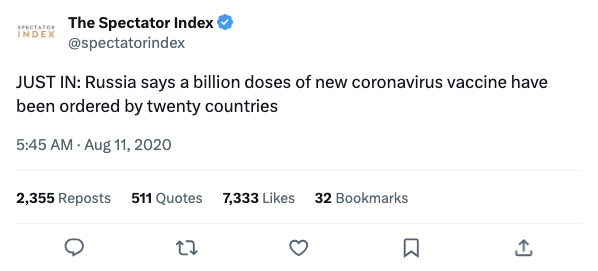 SPECTATOR
INDEX
The Spectator Index
@spectatorindex
JUST IN: Russia says a billion doses of new coronavirus vaccine have
been ordered by twenty countries
5:45 AM · Aug 11, 2020
2,355 Reposts 511 Quotes 7,333 Likes 32 Bookmarks